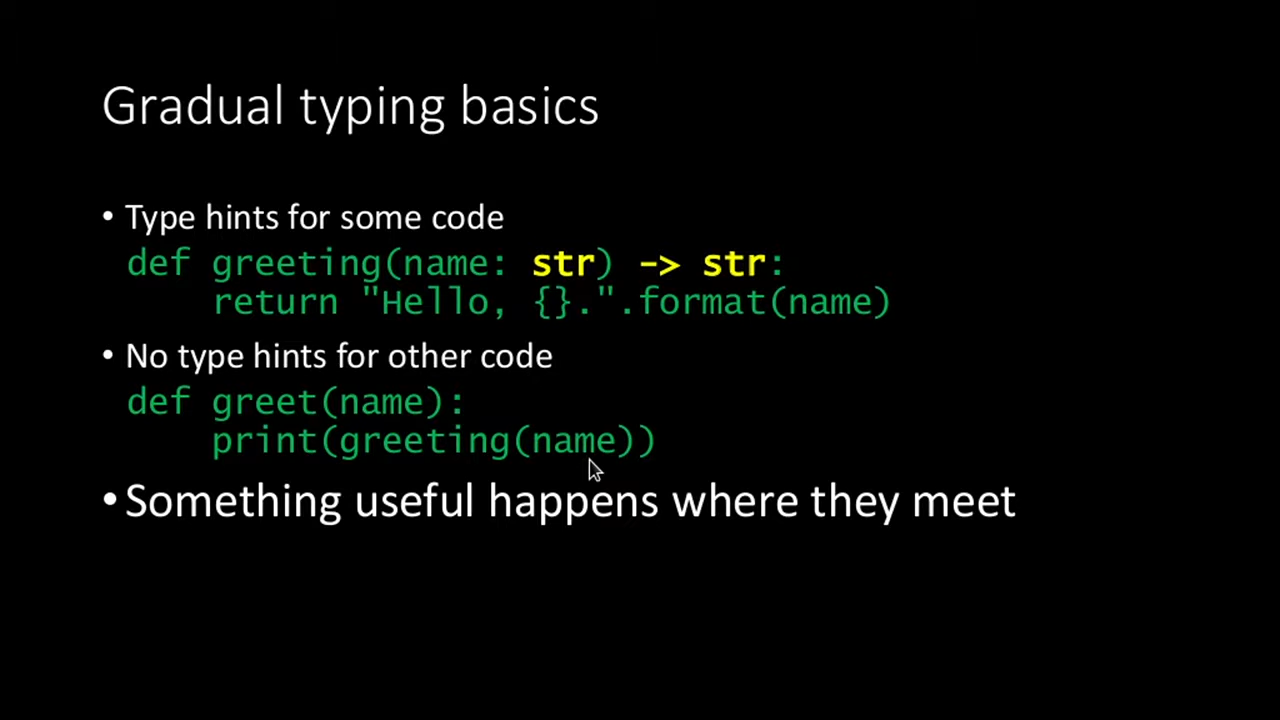 Gradual typing basics
• Type hints for some code
def greeting(name: str) -> str:
    return "Hello, {}.".format(name)
• No type hints for other code
def greet(name):
    print(greeting(name))
• Something useful happens where they meet